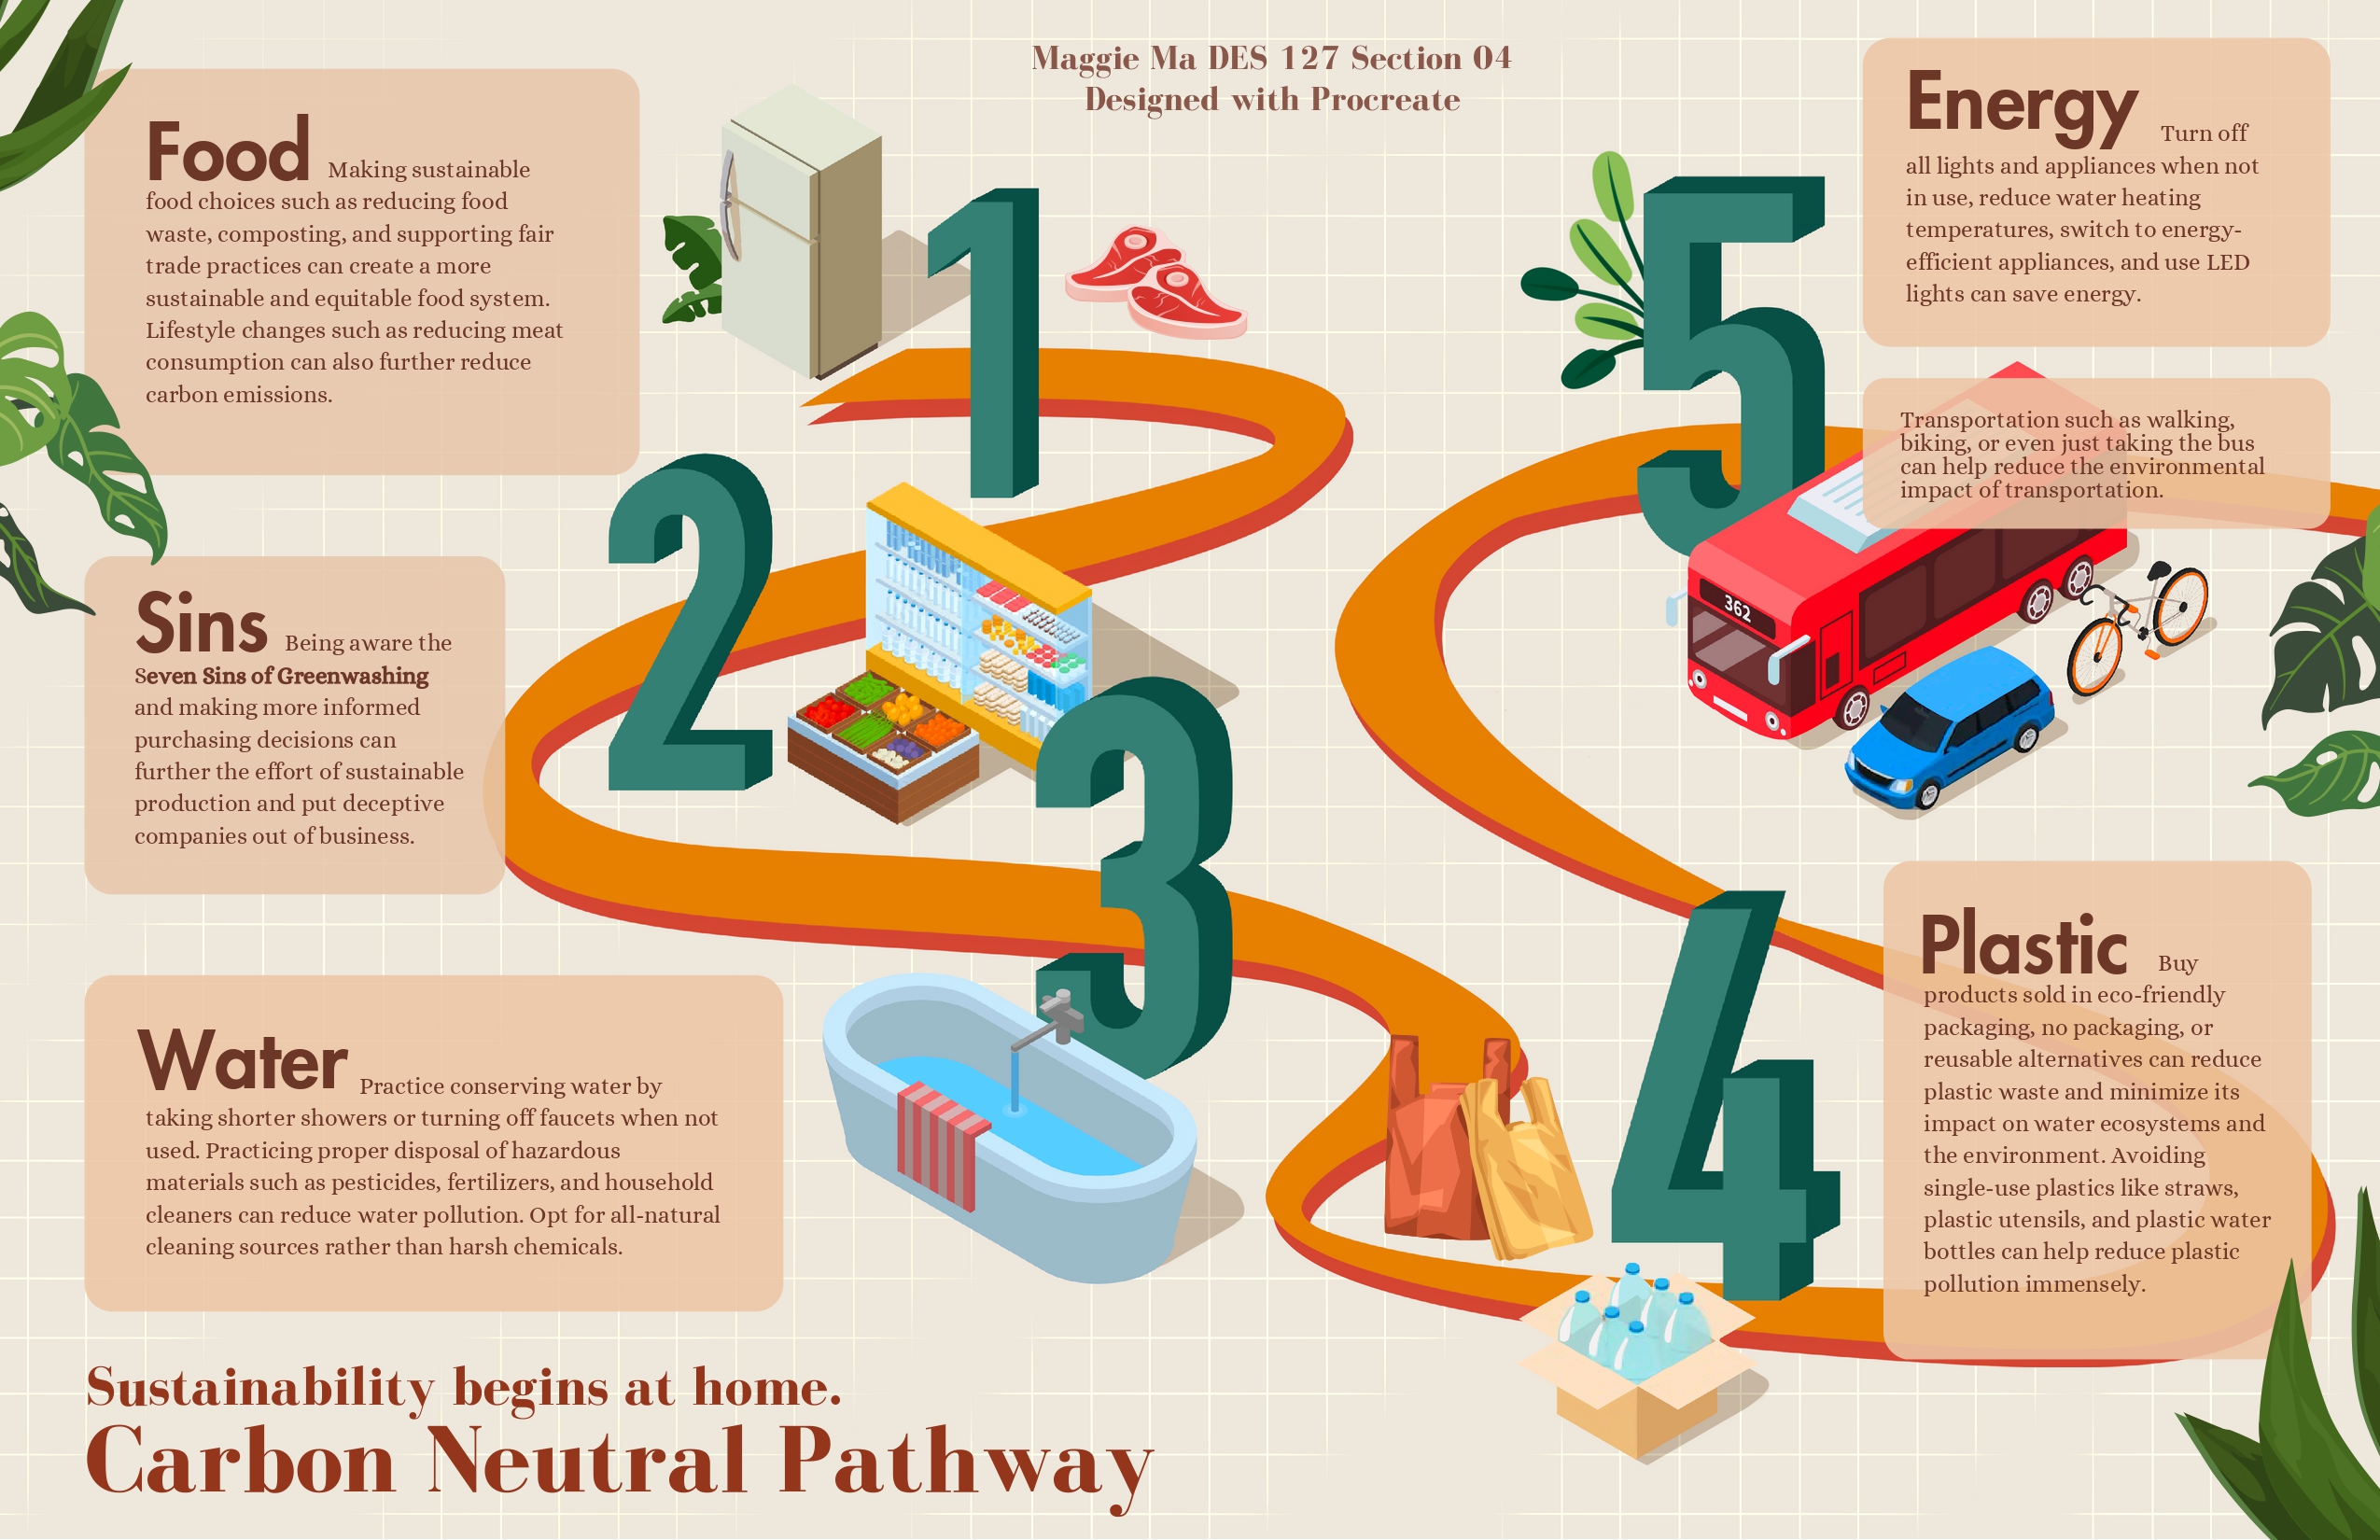 Maggie Ma DES 127 Section 04
Designed with Procreate
1
Food Making sustainable
food choices such as reducing food
waste, composting, and supporting fair
trade practices can create a more
sustainable and equitable food system.
Lifestyle changes such as reducing meat
consumption can also further reduce
carbon emissions.
2
Sins Being aware the
Seven Sins of Greenwashing
and making more informed
purchasing decisions can
further the effort of sustainable
production and put deceptive
companies out of business.
3
Water Practice conserving water by
taking shorter showers or turning off faucets when not
used. Practicing proper disposal of hazardous
materials such as pesticides, fertilizers, and household
cleaners can reduce water pollution. Opt for all-natural
cleaning sources rather than harsh chemicals.
4
Plastic Buy
products sold in eco-friendly
packaging, no packaging, or
reusable alternatives can reduce
plastic waste and minimize its
impact on water ecosystems and
the environment. Avoiding
single-use plastics like straws,
plastic utensils, and plastic water
bottles can help reduce plastic
pollution immensely.
5
Energy Turn off
all lights and appliances when not
in use, reduce water heating
temperatures, switch to energy-
efficient appliances, and use LED
lights can save energy.
Transportation such as walking,
biking, or even just taking the bus
can help reduce the environmental
impact of transportation.
362
Sustainability begins at home.
Carbon Neutral Pathway